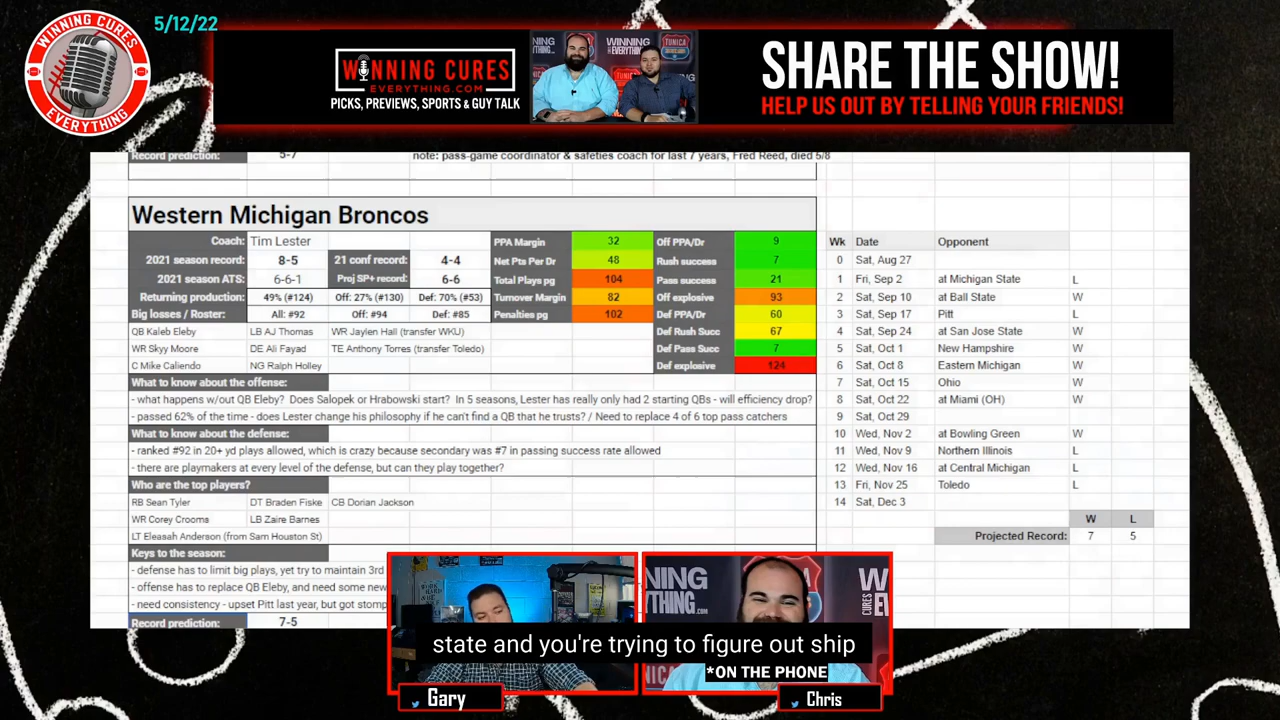 5/12/22
WINNING CURES
EVERYTHING
WINNING CURES
EVERYTHING.COM
PICKS, PREVIEWS, SPORTS & GUY TALK
SHARE THE SHOW!
HELP US OUT BY TELLING YOUR FRIENDS!
Record prediction: 5-7 note: pass-game coordinator & safeties coach for last 7 years, Fred Reed, died 5/8
Western Michigan Broncos
Coach: Tim Lester
2021 season record: 8-5 21 conf record: 4-4
2021 season ATS: 6-6-1 Proj SP+ record: 6-6
Returning production: 49% (#124) Off: 27% (#130) Def: 70% (#53)
Big losses / Roster: All: #92 Off: #94 Def: #85
QB Kaleb Eleby LB AJ Thomas WR Jaylen Hall (transfer WKU)
WR Skyy Moore DE Ali Fayad TE Anthony Torres (transfer Toledo)
C Mike Caliendo NG Ralph Holley
PPA Margin 32 Off PPA/Dr 9
Net Pts Per Dr 48 Rush success 7
Total Plays pg 104 Pass success 21
Turnover Margin 82 Off explosive 93
Penalties pg 102 Def PPA/Dr 60
Def Rush Succ 67
Def Pass Succ 7
Def explosive 124
What to know about the offense:
- what happens w/out QB Eleby? Does Salopek or Hrabowski start? In 5 seasons, Lester has really only had 2 starting QBs - will efficiency drop?
- passed 62% of the time - does Lester change his philosophy if he can't find a QB that he trusts? / Need to replace 4 of 6 top pass catchers
What to know about the defense:
- ranked #92 in 20+ yd plays allowed, which is crazy because secondary was #7 in passing success rate allowed
- there are playmakers at every level of the defense, but can they play together?
Who are the top players?
RB Sean Tyler DT Braden Fiske CB Dorian Jackson
WR Corey Crooms LB Zaire Barnes
LT Eleasah Anderson (from Sam Houston St)
Keys to the season:
- defense has to limit big plays, yet try to maintain 3rd
- offense has to replace QB Eleby, and need some new
- need consistency - upset Pitt last year, but got stomp
Record prediction: 7-5
Wk Date Opponent
0 Sat, Aug 27
1 Fri, Sep 2 at Michigan State L
2 Sat, Sep 10 at Ball State W
3 Sat, Sep 17 Pitt L
4 Sat, Sep 24 at San Jose State W
5 Sat, Oct 1 New Hampshire W
6 Sat, Oct 8 Eastern Michigan W
7 Sat, Oct 15 Ohio W
8 Sat, Oct 22 at Miami (OH) W
9 Sat, Oct 29
10 Wed, Nov 2 at Bowling Green W
11 Wed, Nov 9 Northern Illinois L
12 Wed, Nov 16 at Central Michigan L
13 Fri, Nov 25 Toledo L
14 Sat, Dec 3
W L
Projected Record: 7 5
state and you're trying to figure out ship
*ON THE PHONE
Gary
Chris